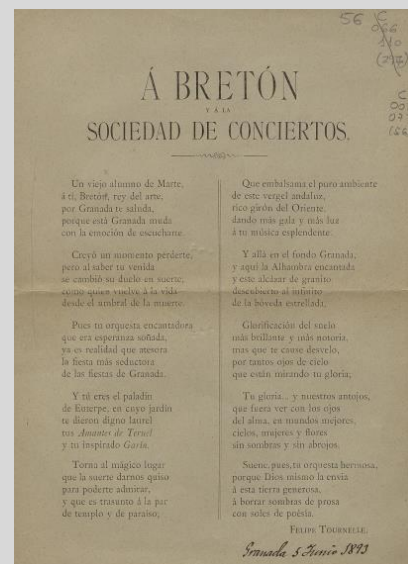 56
Á BRETÓN
Y Á LA
SOCIEDAD DE CONCIERTOS.
Un viejo alumno de Marte,
á tí, Bretón, rey del arte,
por Granada te saluda,
porque está Granada muda
con la emoción de escucharte.
Creyó un momento perderte,
pero al saber tu venida
se cambió su duelo en suerte,
como quien vuelve á la vida
desde el umbral de la muerte.
Pues tu orquesta encantadora
que era esperanza soñada,
ya es realidad que mejora
la fiesta más seductora
de las fiestas de Granada.
Y tú eres el paladín
de Euterpe, en cuyo jardín
te dieron digno laurel
tus Amantes de Teruel
y tu inspirado Garín.
Torna al mágico lugar
que la suerte darnos quiso
para poderte admirar,
y que es trasunto á la par
de templo y de paraíso;
Que embalsama el puro ambiente
de este vergel andaluz,
rico girón del Oriente,
dando más gala y más luz
á tu música esplendente.
Y allá en el fondo Granada,
y aquí la Alhambra encantada
y este alcázar de granito
descubierto al infinito
de la bóveda estrellada,
Glorificación del suelo
más brillante y más notoria,
mas que te cause desvelo,
por tantos ojos de cielo
que están mirando tu gloria;
Tu gloria... y nuestros antojos,
que fuera ver con los ojos
del alma, en mundos mejores,
cielos, mujeres y flores
sin sombras y sin abrojos.
Suene, pues, tu orquesta hermosa,
porque Dios mismo la envía
á esta tierra generosa,
á borrar sombras de prosa
con soles de poesía.
FELIPE TOURNELLE.
Granada 5 Junio 1893